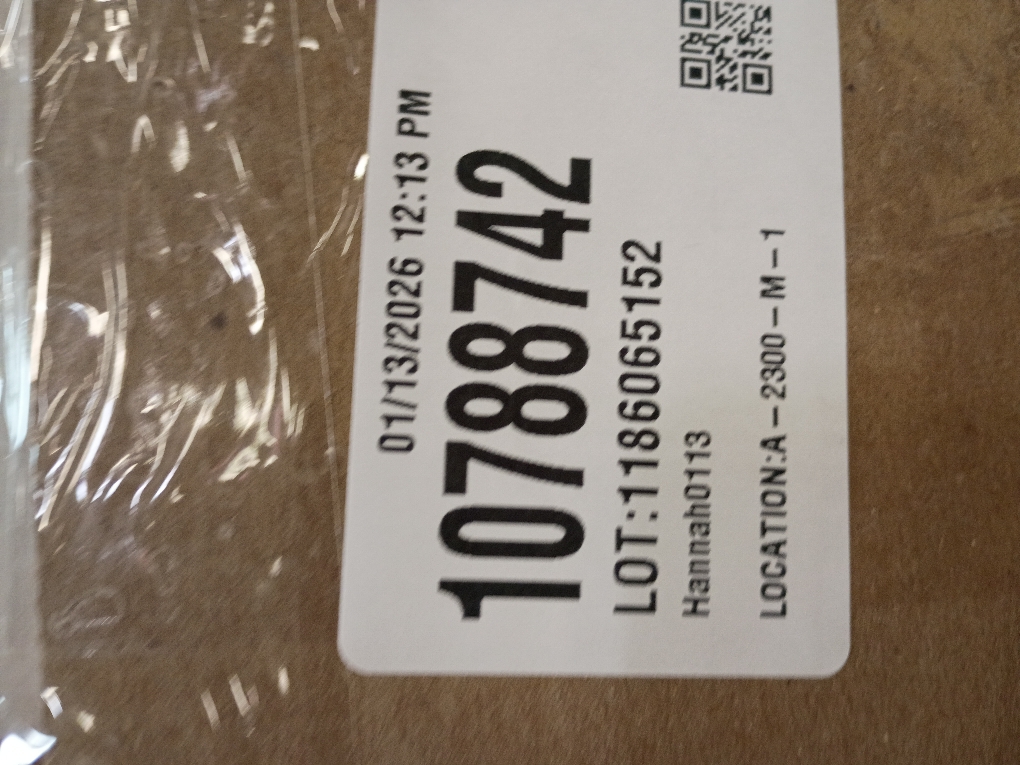 01/13/2026 12:13 PM
10788742
LOT:1186065152
Hannah0113
LOCATION:A-2300-M-1